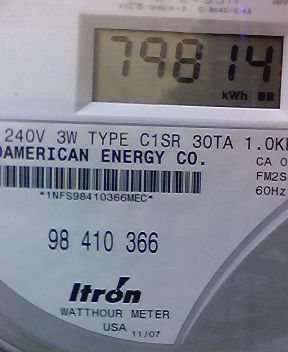 79814
kWh
240V 3W TYPE C1SR 30TA 1.0K
AMERICAN ENERGY CO.
CA 0
FM2S
60Hz
*1NFS98410366MEC*
98 410 366
Itrón
WATTHOUR METER
USA 11/07